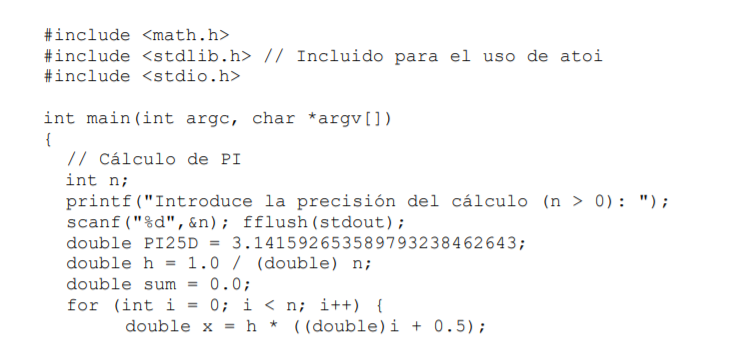 #include <math.h>
#include <stdlib.h> // Incluido para el uso de atoi
#include <stdio.h>

int main(int argc, char *argv[])
{
  // Cálculo de PI
  int n;
  printf("Introduce la precisión del cálculo (n > 0): ");
  scanf("%d",&n); fflush(stdout);
  double PI25D = 3.141592653589793238462643;
  double h = 1.0 / (double) n;
  double sum = 0.0;
  for (int i = 0; i < n; i++) {
       double x = h * ((double)i + 0.5);